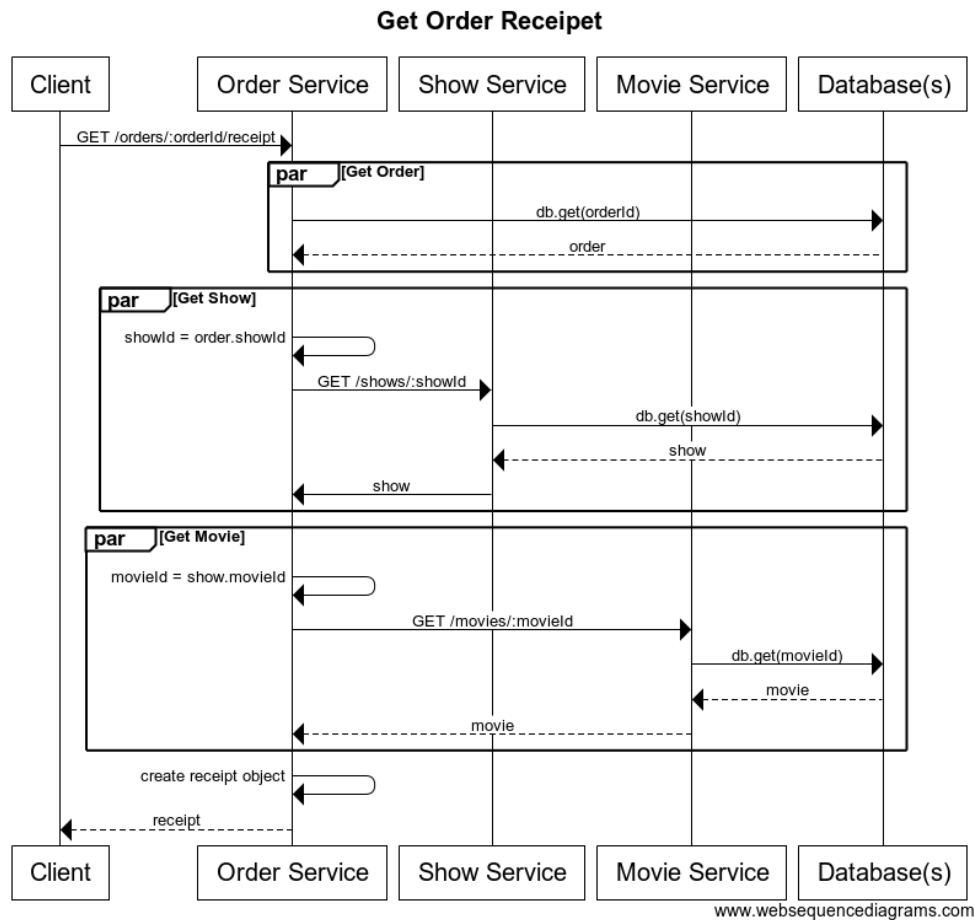 Get Order Receipet
Client
Order Service
Show Service
Movie Service
Database(s)
GET /orders/:orderId/receipt
par
[Get Order]
db.get(orderId)
order
par
[Get Show]
showId = order.showId
GET /shows/:showId
db.get(showId)
show
show
par
[Get Movie]
movieId = show.movieId
GET /movies/:movieId
db.get(movieId)
movie
movie
create receipt object
receipt
Client
Order Service
Show Service
Movie Service
Database(s)
www.websequencediagrams.com